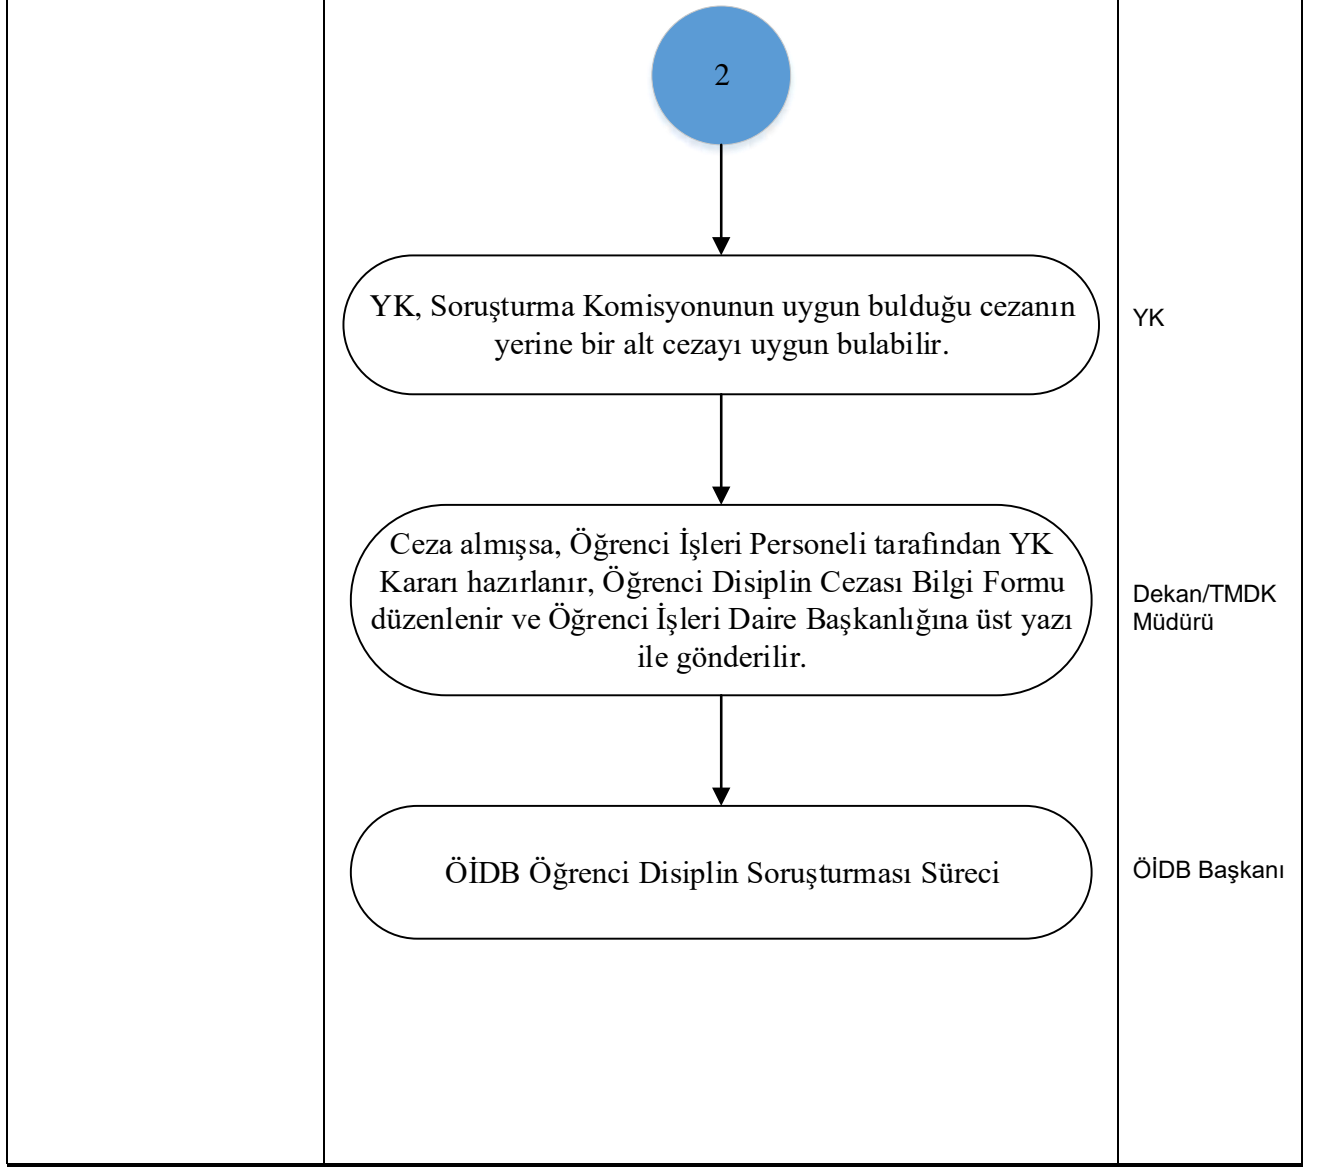 2
YK, Soruşturma Komisyonunun uygun bulduğu cezanın
yerine bir alt cezayı uygun bulabilir.
YK
Ceza almışsa, Öğrenci İşleri Personeli tarafından YK
Kararı hazırlanır, Öğrenci Disiplin Cezası Bilgi Formu
düzenlenir ve Öğrenci İşleri Daire Başkanlığına üst yazı
ile gönderilir.
Dekan/TMDK
Müdürü
ÖİDB Öğrenci Disiplin Soruşturması Süreci
ÖİDB Başkanı